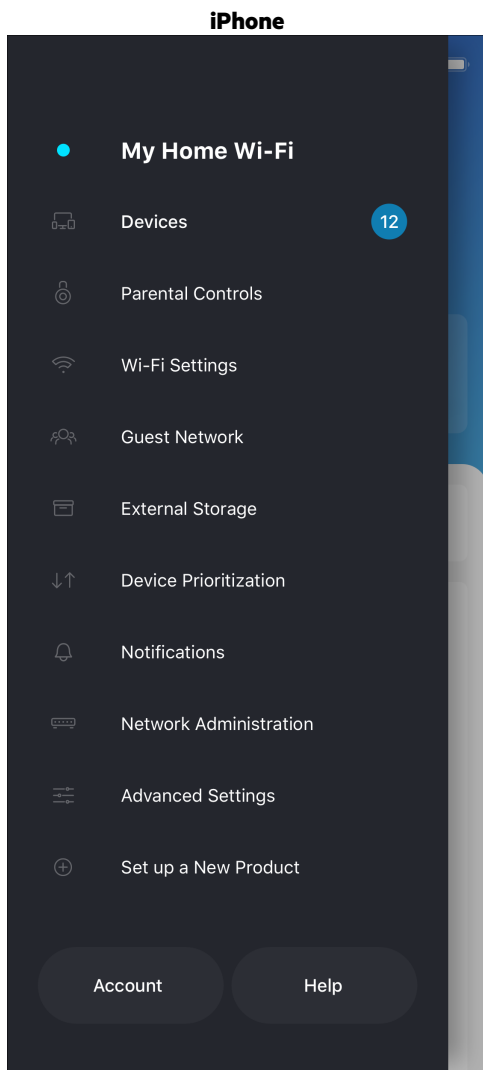 iPhone
My Home Wi-Fi
Devices
12
Parental Controls
Wi-Fi Settings
Guest Network
External Storage
Device Prioritization
Notifications
Network Administration
Advanced Settings
Set up a New Product
Account
Help